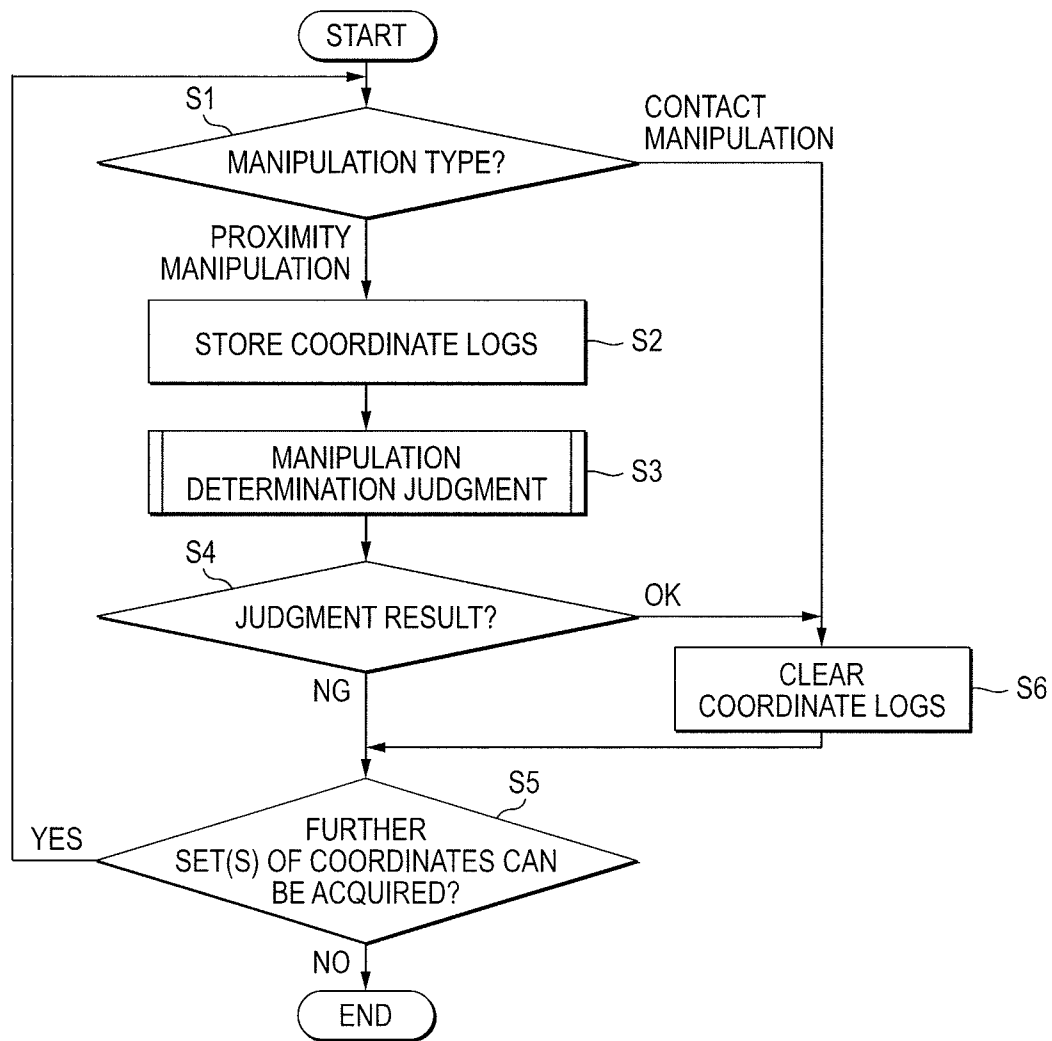 START
S1
MANIPULATION TYPE?
CONTACT
MANIPULATION
PROXIMITY
MANIPULATION
STORE COORDINATE LOGS
S2
MANIPULATION
DETERMINATION JUDGMENT
S3
S4
JUDGMENT RESULT?
OK
NG
CLEAR
COORDINATE LOGS
S6
S5
YES
FURTHER
SET(S) OF COORDINATES CAN
BE ACQUIRED?
NO
END